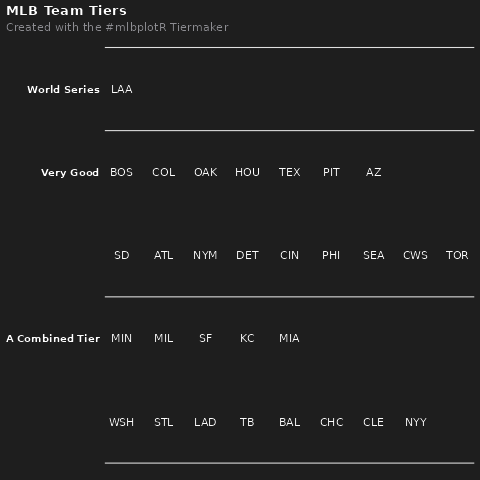 MLB Team Tiers
Created with the #mlbplotR Tiermaker
World Series LAA
Very Good BOS COL OAK HOU TEX PIT AZ
SD ATL NYM DET CIN PHI SEA CWS TOR
A Combined Tier MIN MIL SF KC MIA
WSH STL LAD TB BAL CHC CLE NYY